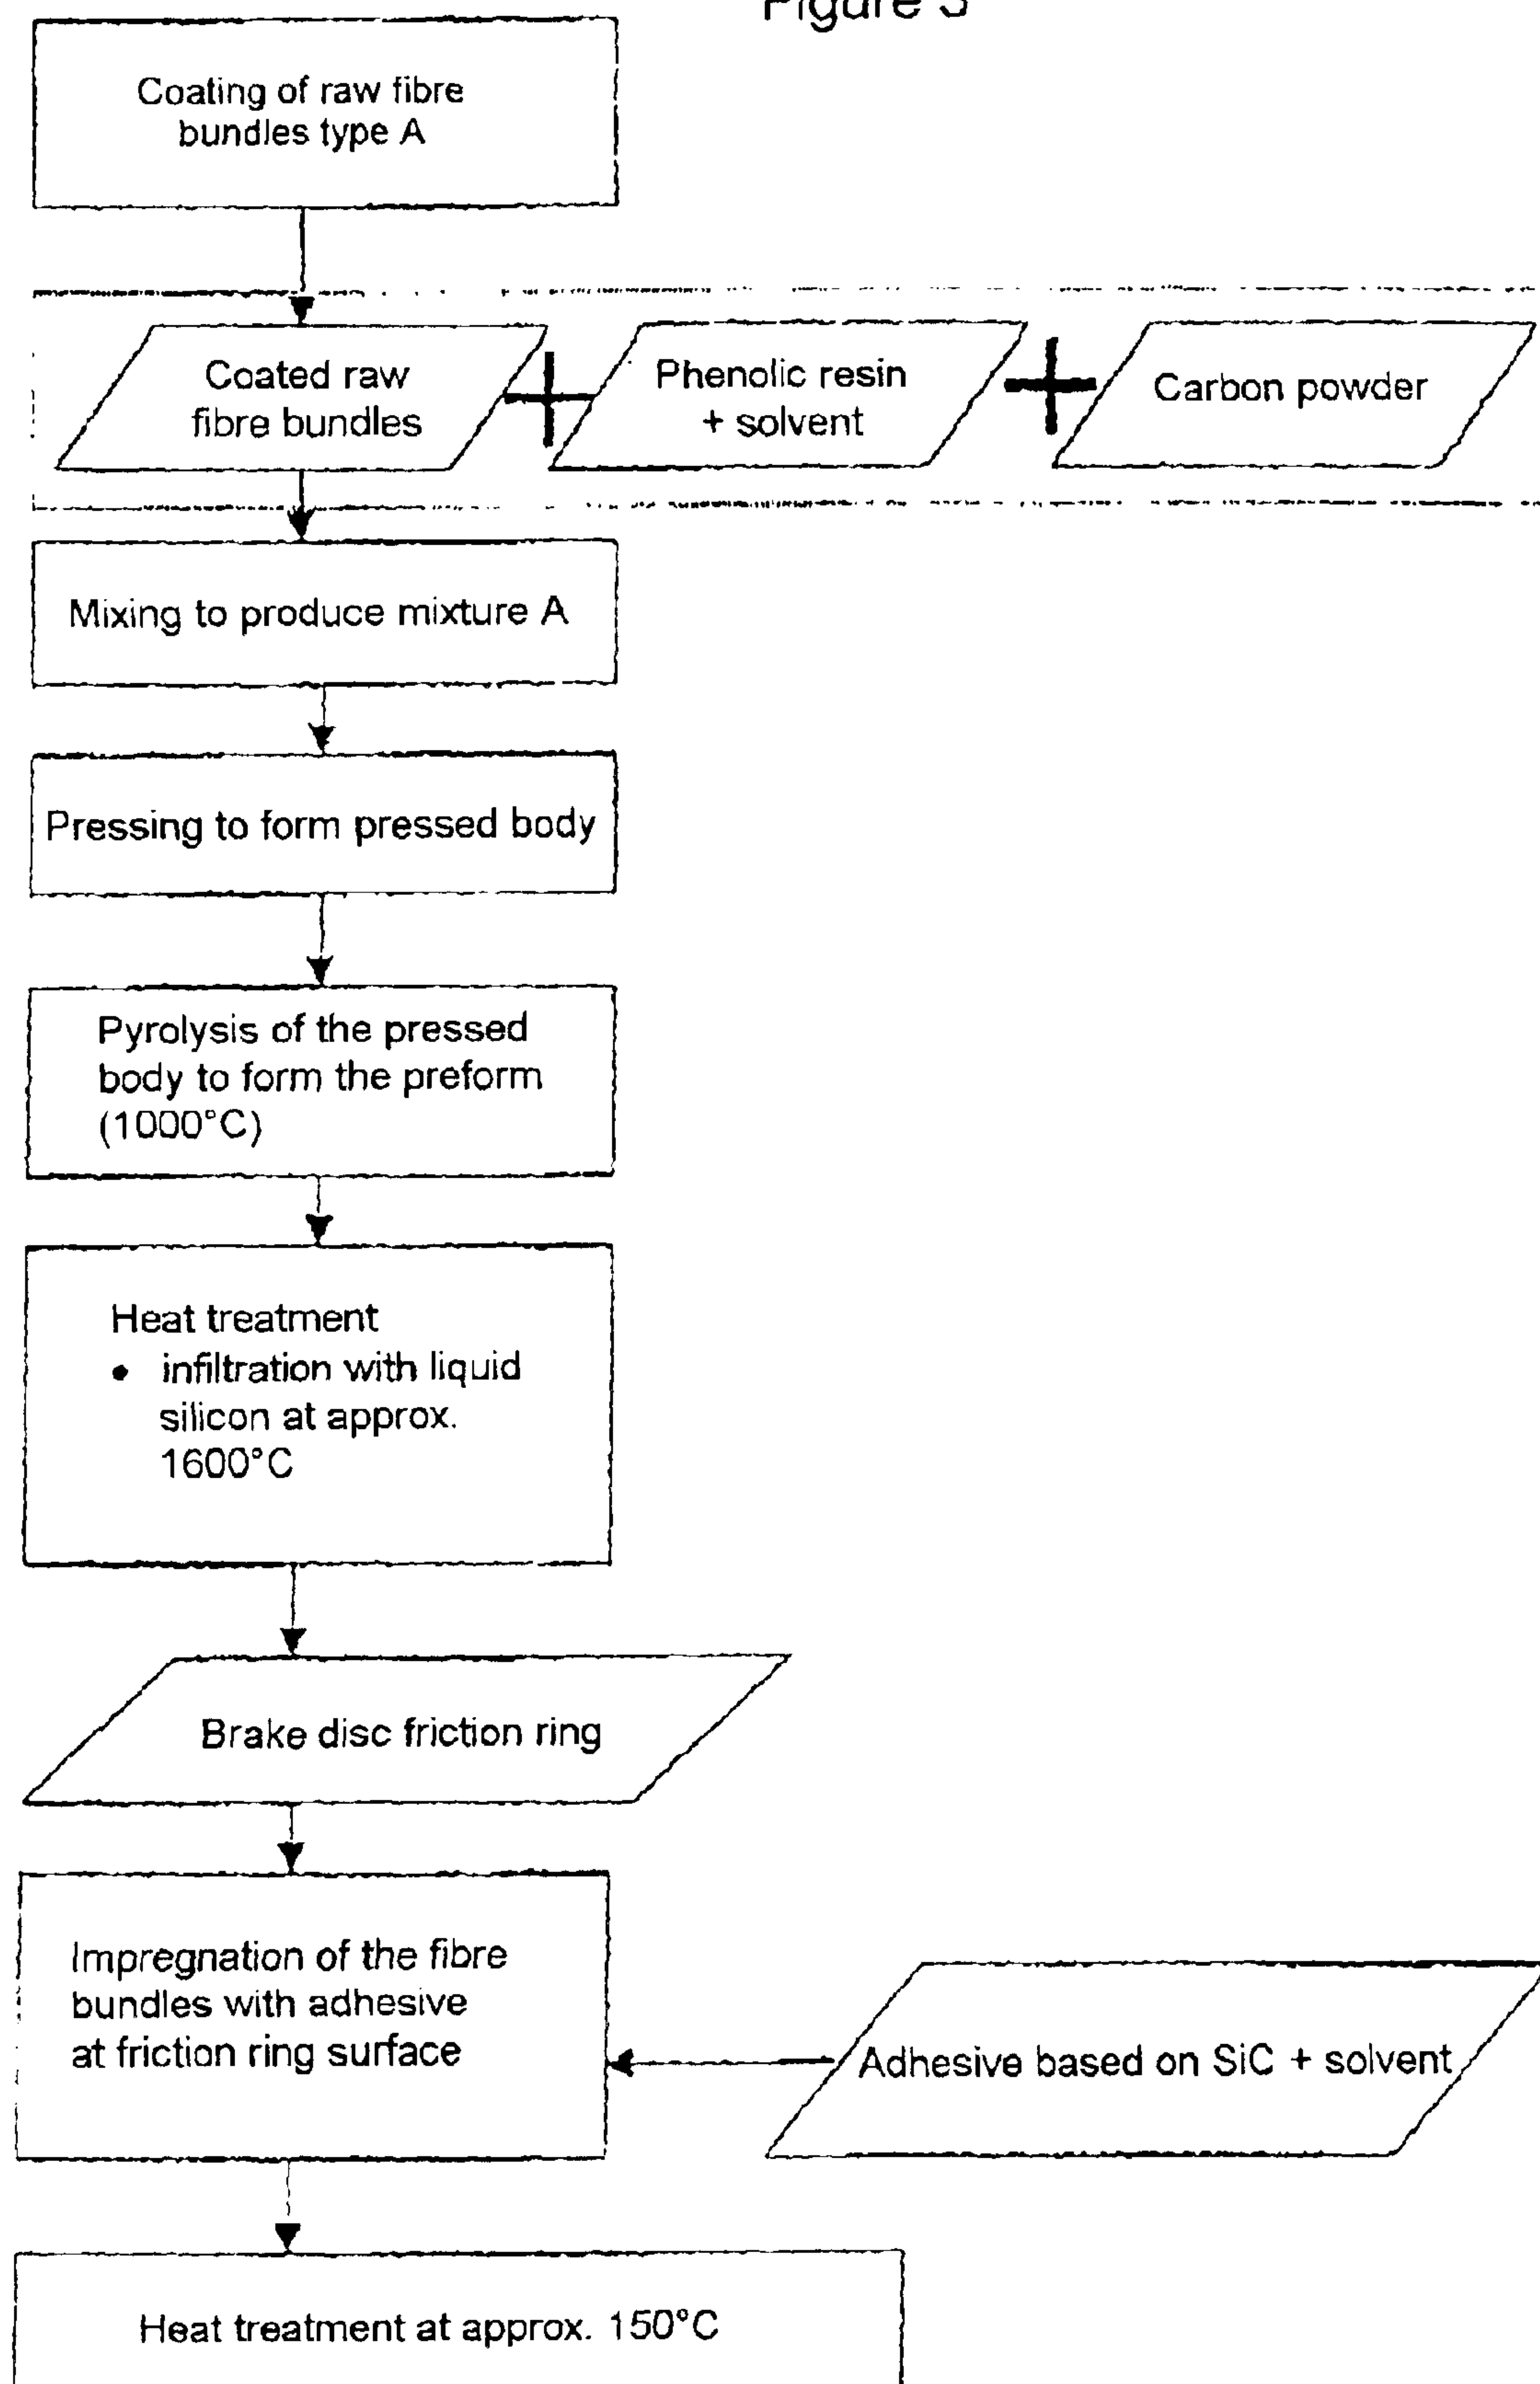 Figure 3
Coating of raw fibre
bundles type A
Coated raw
fibre bundles
+
Phenolic resin
+ solvent
+
Carbon powder
Mixing to produce mixture A
Pressing to form pressed body
Pyrolysis of the pressed
body to form the preform
(1000°C)
Heat treatment
• infiltration with liquid
silicon at approx.
1600°C
Brake disc friction ring
Impregnation of the fibre
bundles with adhesive
at friction ring surface
Adhesive based on SiC + solvent
Heat treatment at approx. 150°C